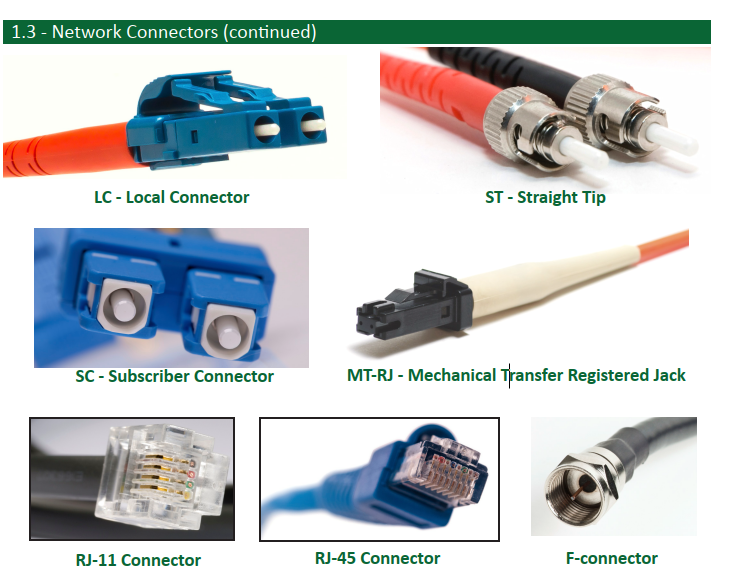 1.3 - Network Connectors (continued)
LC - Local Connector
ST - Straight Tip
SC - Subscriber Connector
MT-RJ - Mechanical Transfer Registered Jack
RJ-11 Connector
RJ-45 Connector
F-connector